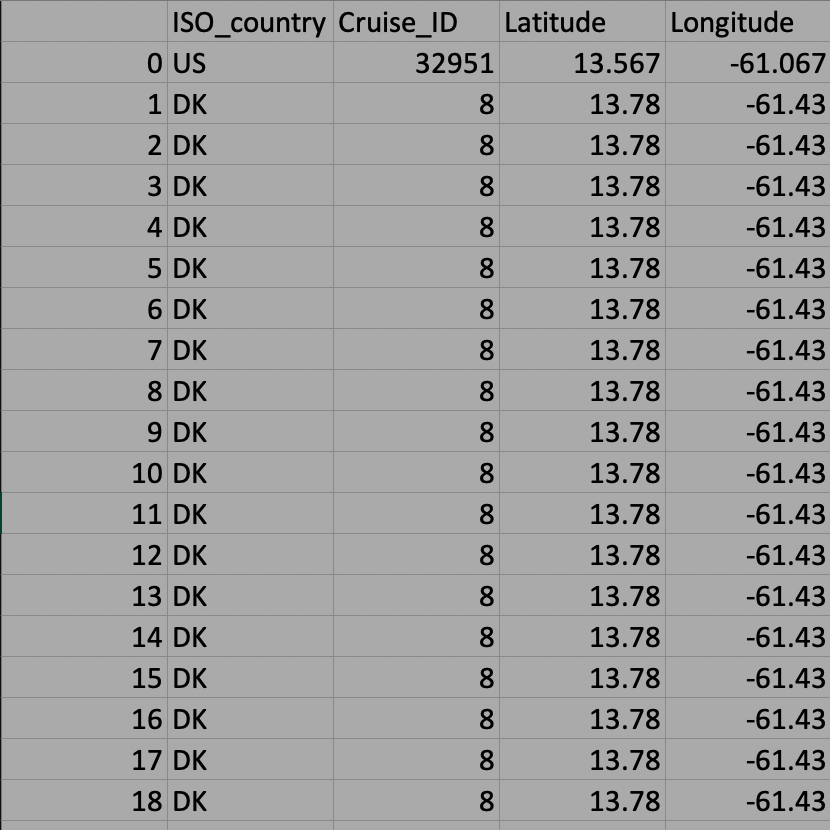 ISO_country Cruise_ID Latitude Longitude
0 US 32951 13.567 -61.067
1 DK 8 13.78 -61.43
2 DK 8 13.78 -61.43
3 DK 8 13.78 -61.43
4 DK 8 13.78 -61.43
5 DK 8 13.78 -61.43
6 DK 8 13.78 -61.43
7 DK 8 13.78 -61.43
8 DK 8 13.78 -61.43
9 DK 8 13.78 -61.43
10 DK 8 13.78 -61.43
11 DK 8 13.78 -61.43
12 DK 8 13.78 -61.43
13 DK 8 13.78 -61.43
14 DK 8 13.78 -61.43
15 DK 8 13.78 -61.43
16 DK 8 13.78 -61.43
17 DK 8 13.78 -61.43
18 DK 8 13.78 -61.43